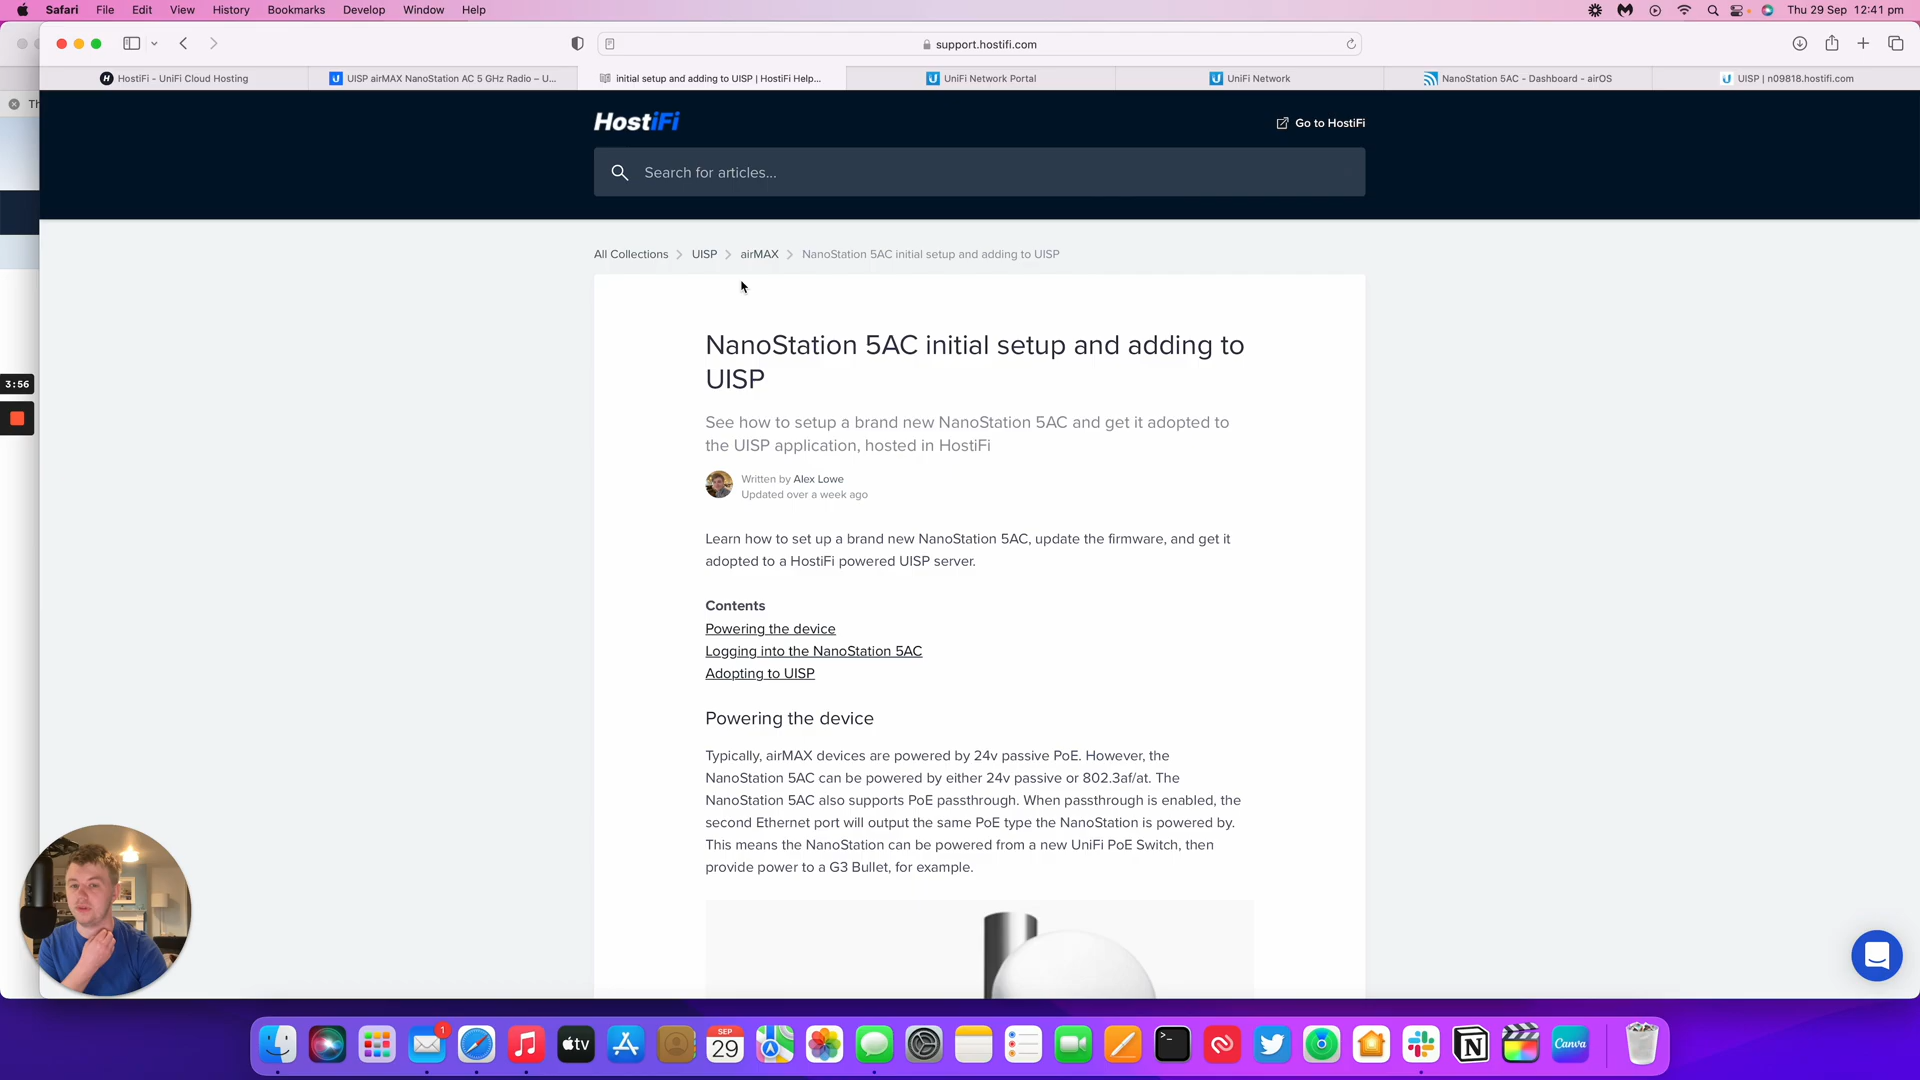 Safari File Edit View History Bookmarks Develop Window Help Thu 29 Sep 12:41 pm
support.hostifi.com
HostiFi - UniFi Cloud Hosting
UISP airMAX NanoStation AC 5 GHz Radio – U...
initial setup and adding to UISP | HostiFi Help...
UniFi Network Portal
UniFi Network
NanoStation 5AC - Dashboard - airOS
UISP | n09818.hostifi.com
Th
HostiFi
Go to HostiFi
Search for articles...
All Collections > UISP > airMAX > NanoStation 5AC initial setup and adding to UISP
3:56
NanoStation 5AC initial setup and adding to
UISP
See how to setup a brand new NanoStation 5AC and get it adopted to
the UISP application, hosted in HostiFi
Written by Alex Lowe
Updated over a week ago
Learn how to set up a brand new NanoStation 5AC, update the firmware, and get it
adopted to a HostiFi powered UISP server.
Contents
Powering the device
Logging into the NanoStation 5AC
Adopting to UISP
Powering the device
Typically, airMAX devices are powered by 24v passive PoE. However, the
NanoStation 5AC can be powered by either 24v passive or 802.3af/at. The
NanoStation 5AC also supports PoE passthrough. When passthrough is enabled, the
second Ethernet port will output the same PoE type the NanoStation is powered by.
This means the NanoStation can be powered from a new UniFi PoE Switch, then
provide power to a G3 Bullet, for example.
1
tv
SEP
29
Canva